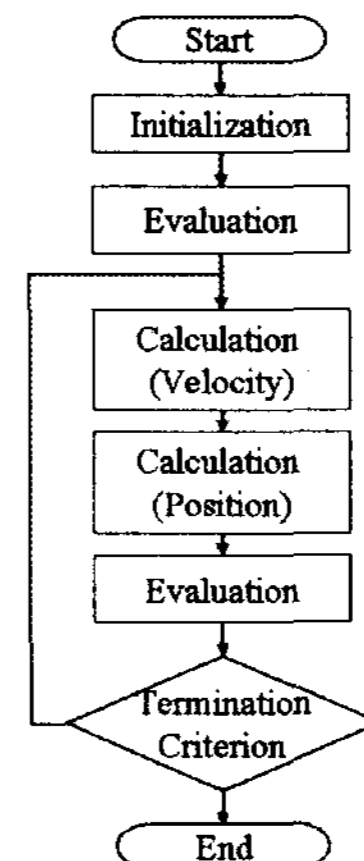 Start
Initialization
Evaluation
Calculation
(Velocity)
Calculation
(Position)
Evaluation
Termination
Criterion
End